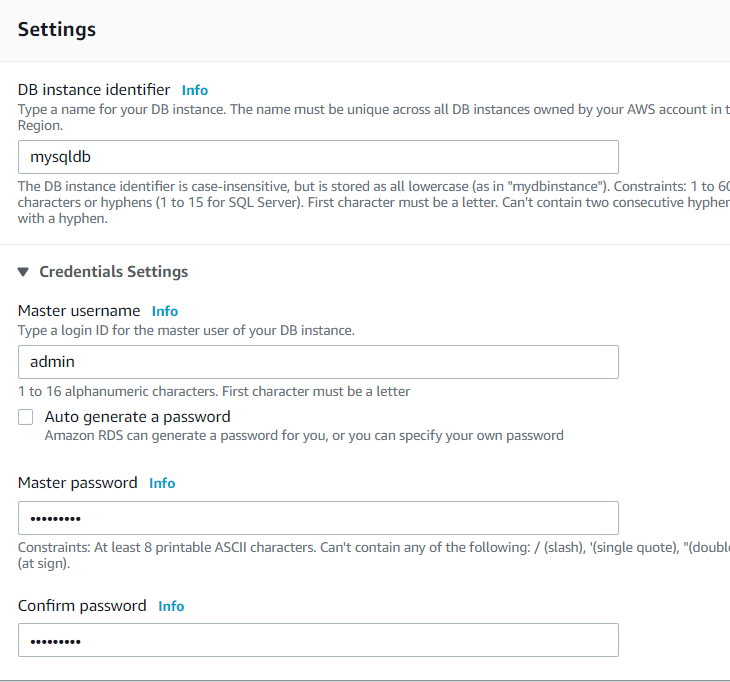 Settings
DB instance identifier Info
Type a name for your DB instance. The name must be unique across all DB instances owned by your AWS account in t
Region.
mysqldb
The DB instance identifier is case-insensitive, but is stored as all lowercase (as in "mydbinstance"). Constraints: 1 to 60
characters or hyphens (1 to 15 for SQL Server). First character must be a letter. Can't contain two consecutive hyphen
with a hyphen.
Credentials Settings
Master username Info
Type a login ID for the master user of your DB instance.
admin
1 to 16 alphanumeric characters. First character must be a letter
Auto generate a password
Amazon RDS can generate a password for you, or you can specify your own password
Master password Info
•••••••••
Constraints: At least 8 printable ASCII characters. Can't contain any of the following: / (slash), '(single quote), "(double
(at sign).
Confirm password Info
•••••••••